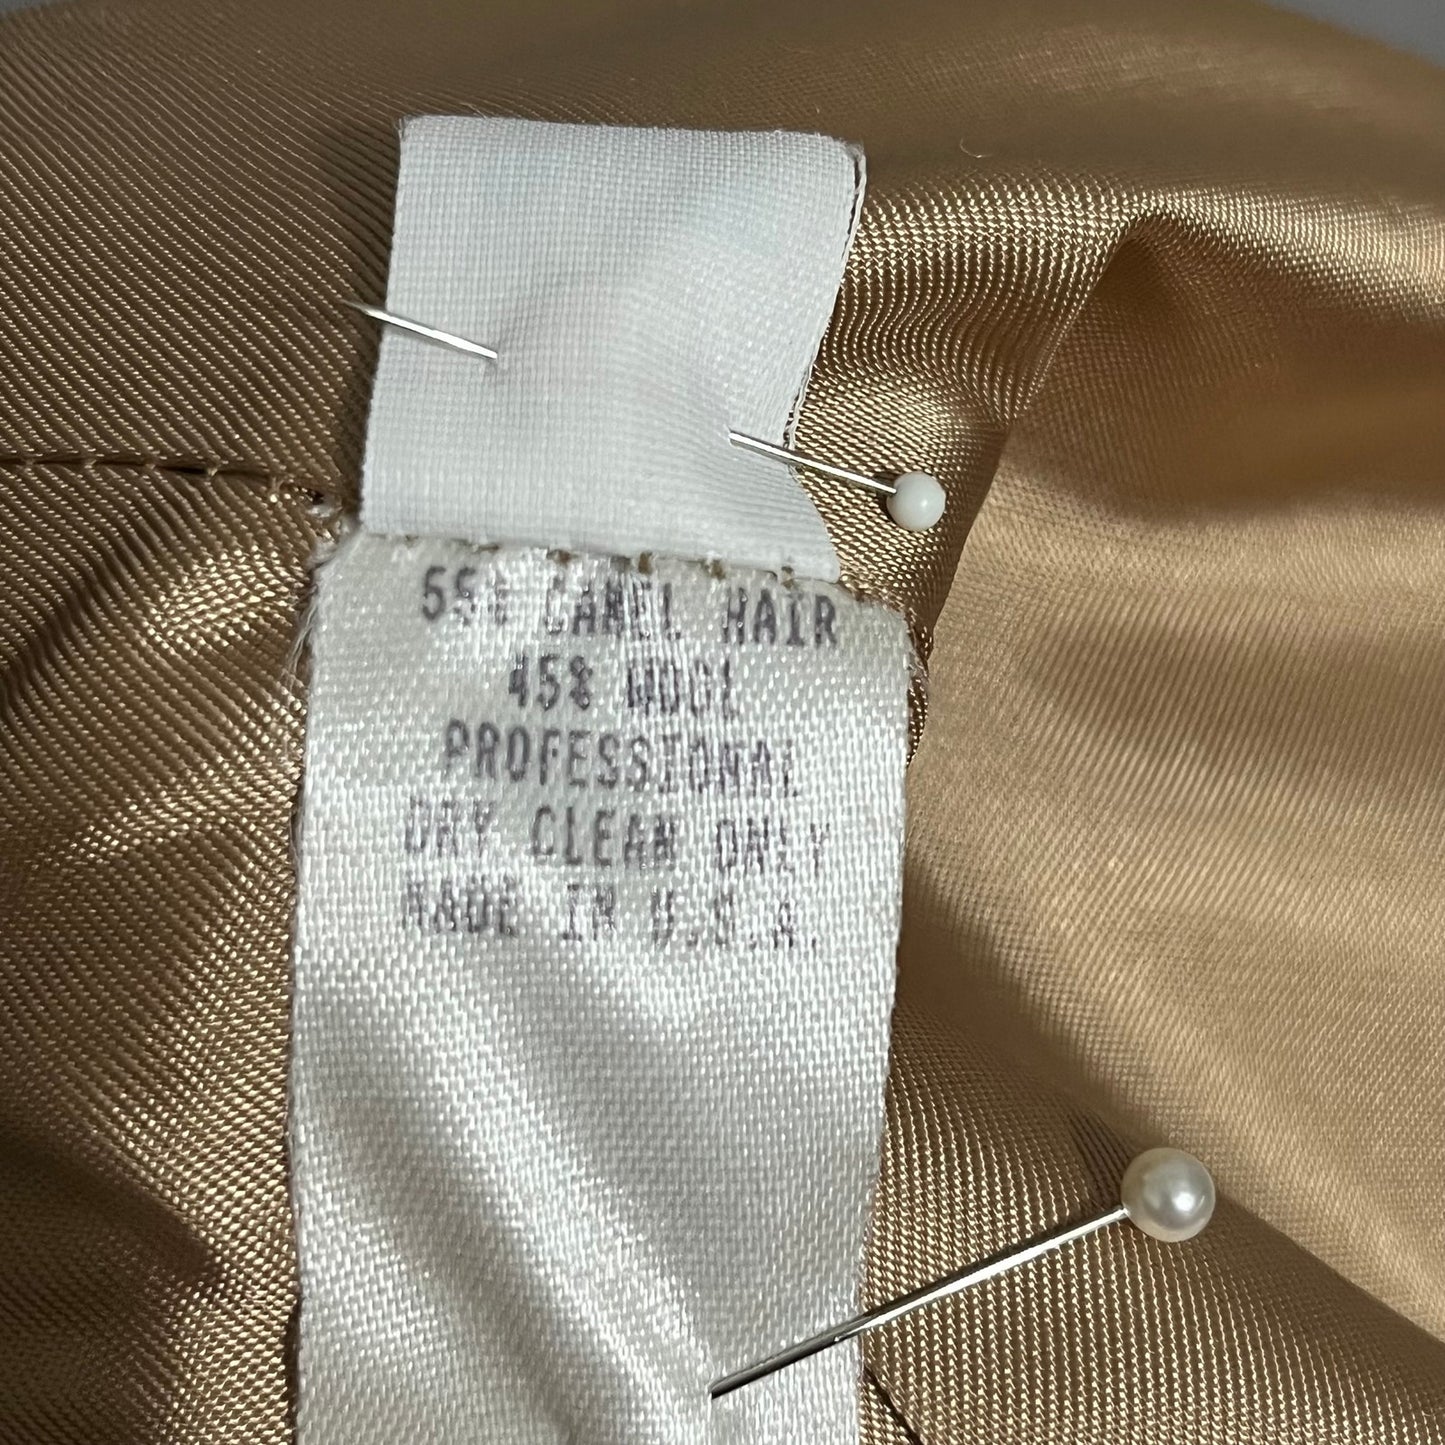 55% CAMEL HAIR
45% WOOL
PROFESSIONAL
DRY CLEAN ONLY
MADE IN U.S.A.